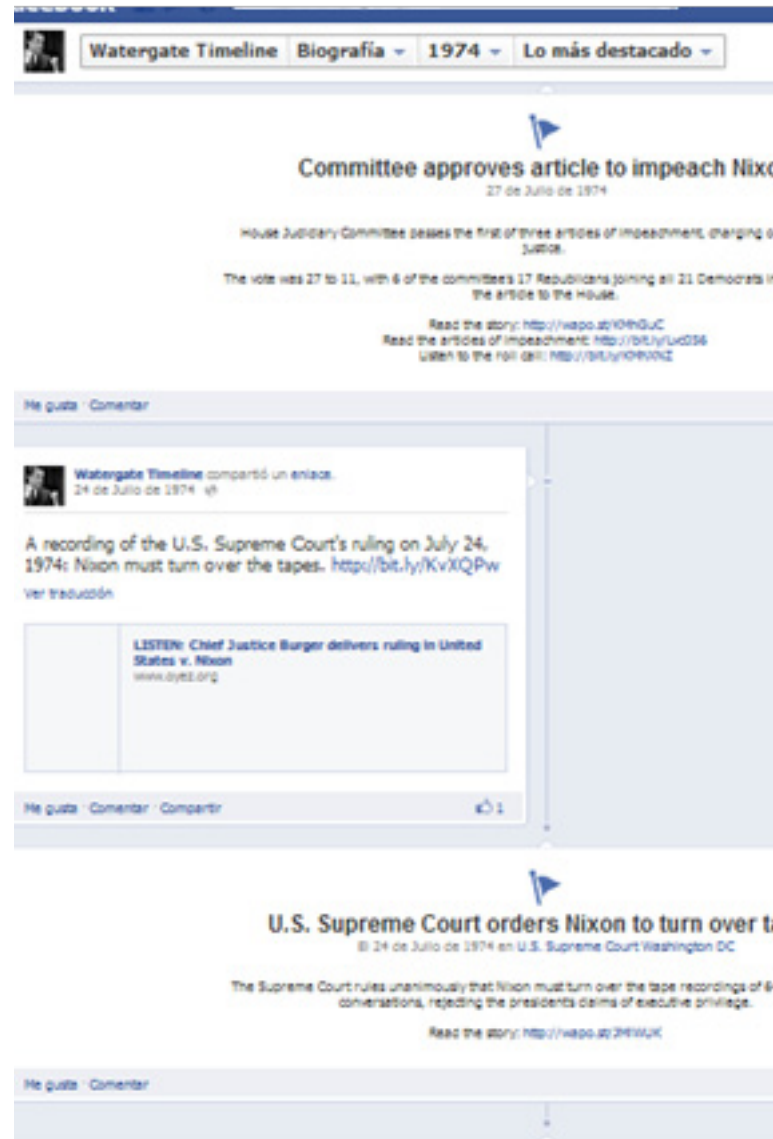 Watergate Timeline Biografía 1974 Lo más destacado
Committee approves article to impeach Nixo
27 de Julio de 1974
House Judiciary Committee passes the first of three articles of impeachment, charging o
justice.
The vote was 27 to 11, with 6 of the committee's 17 Republicans joining all 21 Democrats in
the article to the House.
Read the story:
Read the articles of impeachment:
Listen to the roll call:
Me gusta · Comentar
Watergate Timeline compartió un enlace.
24 de Julio de 1974
A recording of the U.S. Supreme Court's ruling on July 24,
1974: Nixon must turn over the tapes. http://bit.ly/KvXQPw
Ver traducción
LISTEN: Chief Justice Burger delivers ruling in United
States v. Nixon
www.oyez.org
Me gusta · Comentar · Compartir 1
U.S. Supreme Court orders Nixon to turn over ta
24 de Julio de 1974 en U.S. Supreme Court Washington DC
The Supreme Court rules unanimously that Nixon must turn over the tape recordings of 6
conversations, rejecting the president's claims of executive privilege.
Read the story:
Me gusta · Comentar